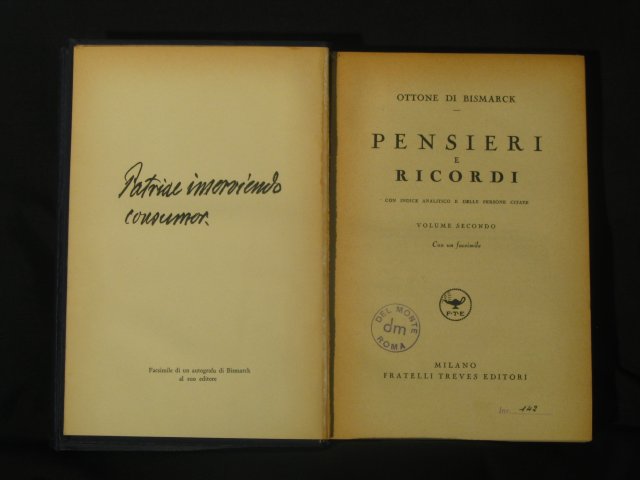 Patriae inserviendo
consumor.
Facsimile di un autografo di Bismarck
al suo editore
OTTONE DI BISMARCK
PENSIERI
E
RICORDI
CON INDICE ANALITICO E DELLE PERSONE CITATE
VOLUME SECONDO
Con un facsimile
F·T·E
DEL MONTE
dm
ROMA
MILANO
FRATELLI TREVES EDITORI
Inv. 142